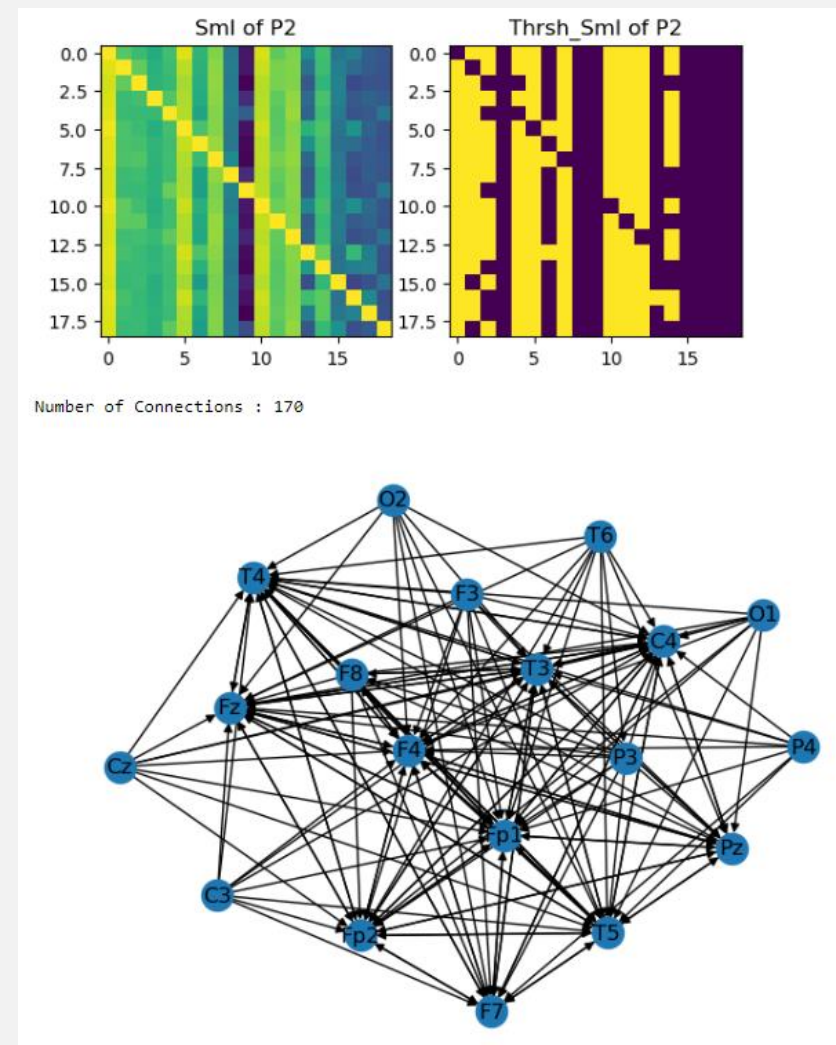 SmI of P2 Thrsh_SmI of P2
0.0 0.0
2.5 2.5
5.0 5.0
7.5 7.5
10.0 10.0
12.5 12.5
15.0 15.0
17.5 17.5
0 5 10 15 0 5 10 15
Number of Connections : 170
O2
T6
T4
F3
O1
C4
T3
F8
Fz
F4
P4
P3
Cz
Fp1
Pz
C3
T5
Fp2
F7